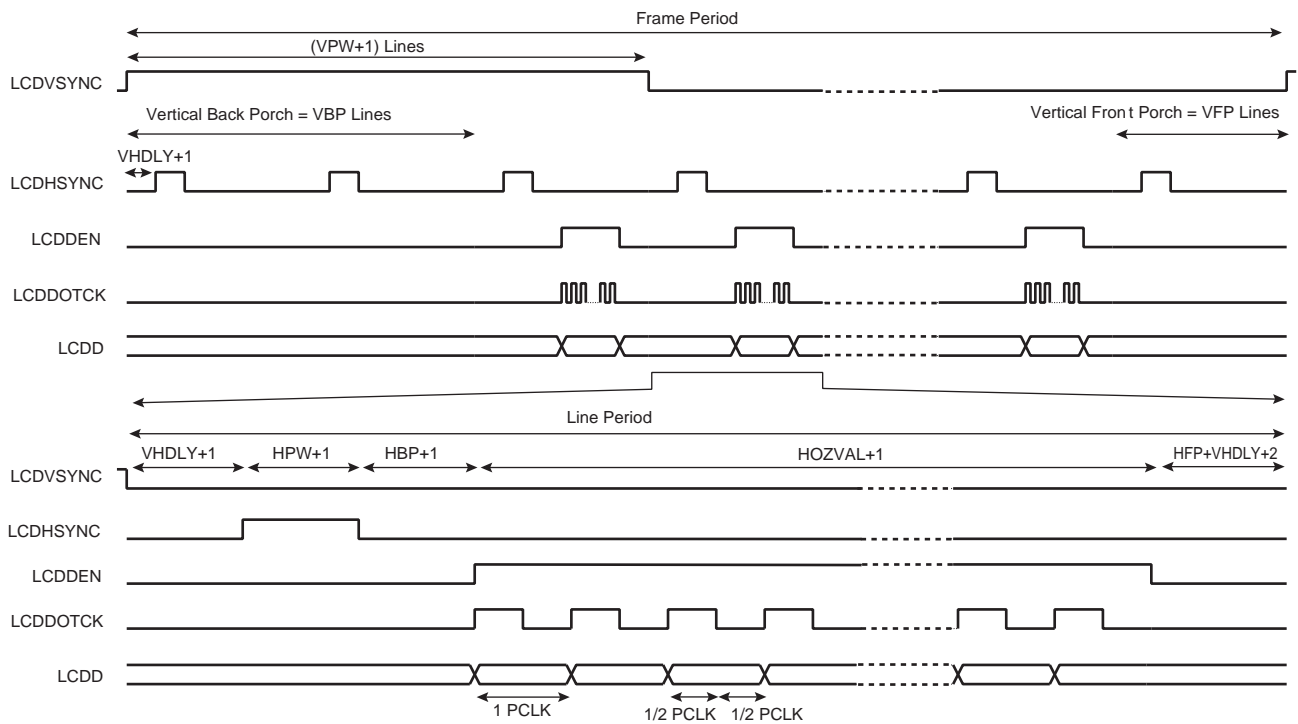 Frame Period
(VPW+1) Lines
LCDVSYNC
Vertical Back Porch = VBP Lines
Vertical Front Porch = VFP Lines
VHDLY+1
LCDHSYNC
LCDDEN
LCDDOTCK
LCDD
Line Period
VHDLY+1 HPW+1 HBP+1 HOZVAL+1 HFP+VHDLY+2
LCDVSYNC
LCDHSYNC
LCDDEN
LCDDOTCK
LCDD
1 PCLK 1/2 PCLK 1/2 PCLK